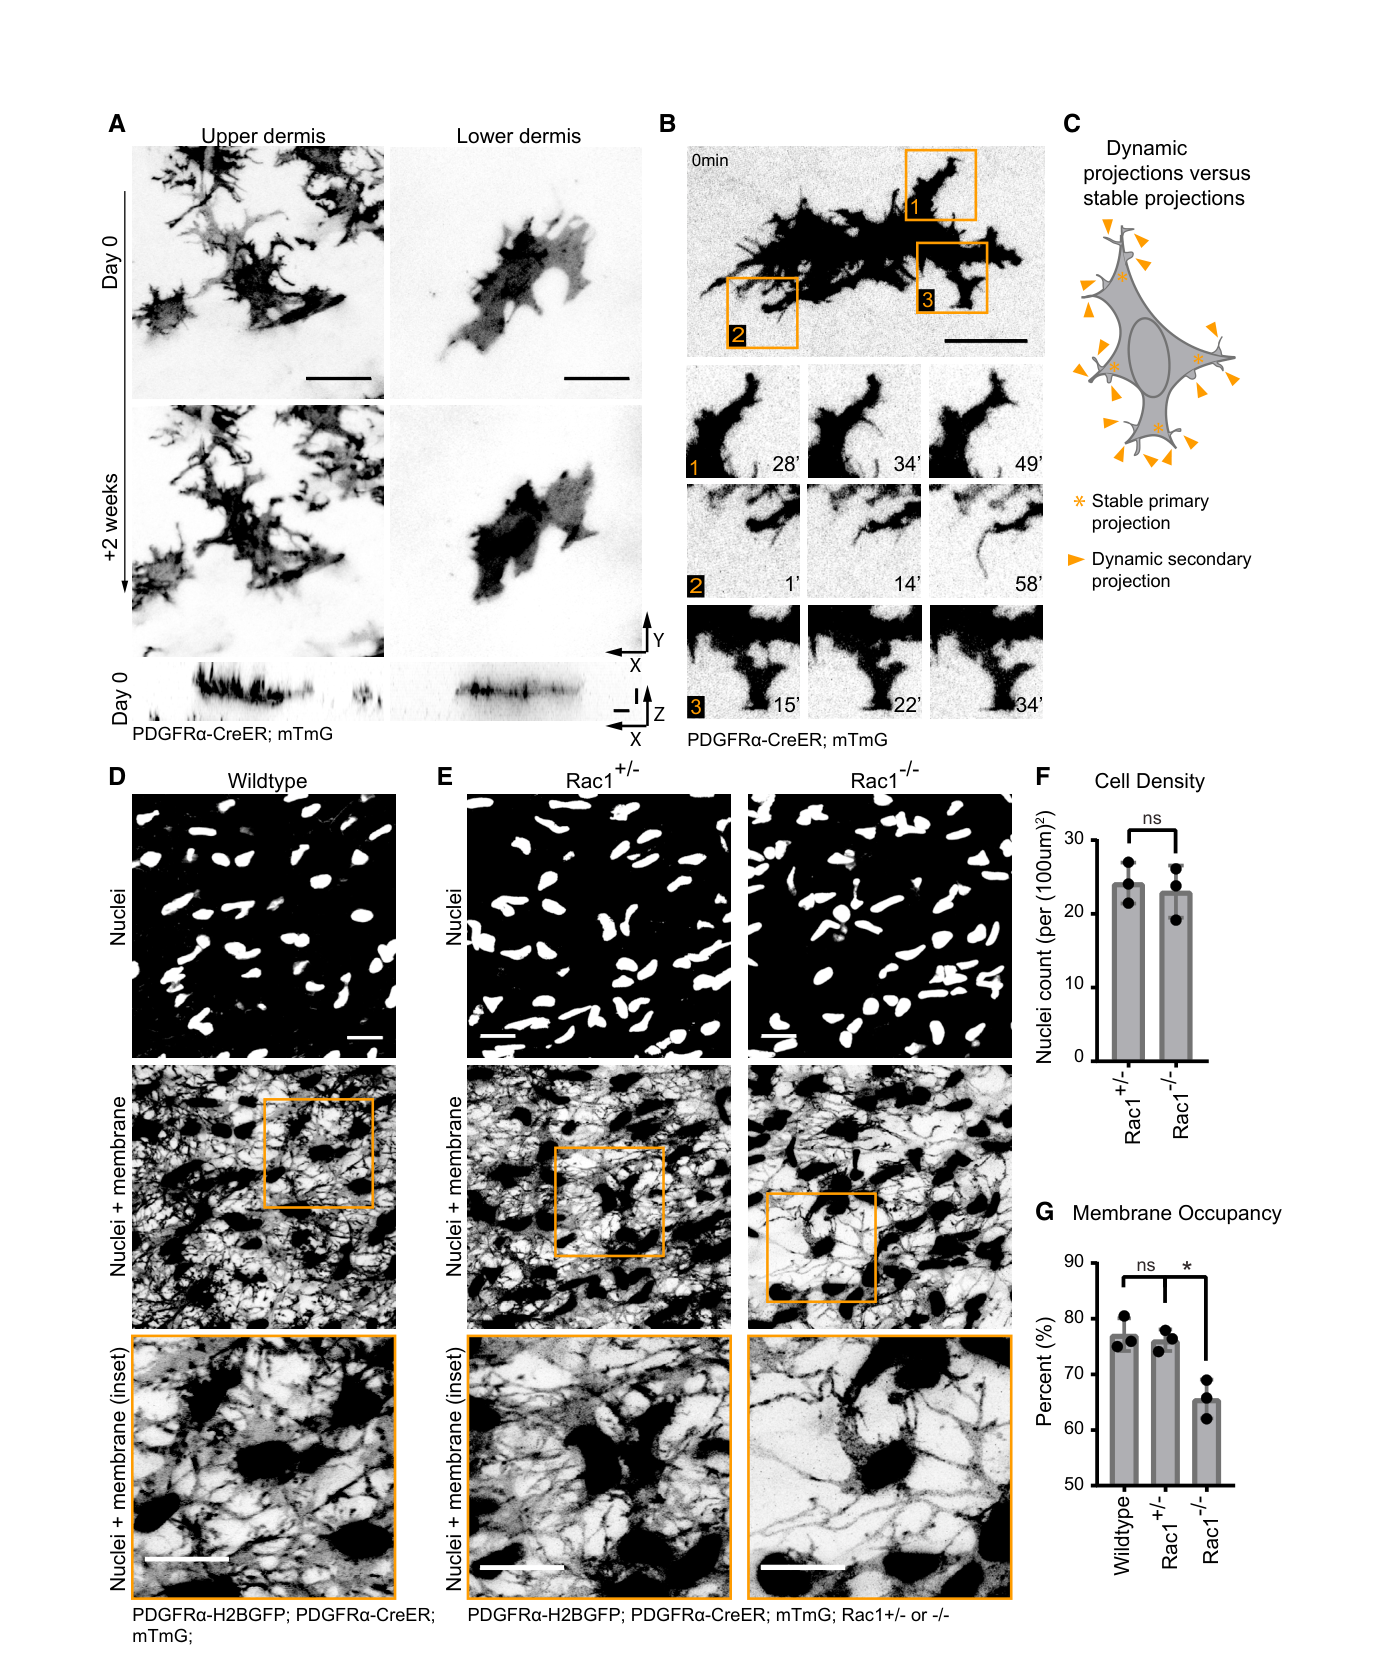 A
Upper dermis
Lower dermis
Day 0
+2 weeks
Day 0
Y
X
Z
X
PDGFRα-CreER; mTmG
B
0min
1
2
3
1
28'
34'
49'
2
1'
14'
58'
3
15'
22'
34'
PDGFRα-CreER; mTmG
C
Dynamic
projections versus
stable projections
* Stable primary
projection
Dynamic secondary
projection
D
Wildtype
Nuclei
Nuclei + membrane
Nuclei + membrane (inset)
PDGFRα-H2BGFP; PDGFRα-CreER;
mTmG;
E
Rac1+/-
Rac1-/-
Nuclei
Nuclei + membrane
Nuclei + membrane (inset)
PDGFRα-H2BGFP; PDGFRα-CreER; mTmG; Rac1+/- or -/-
F
Cell Density
ns
Nuclei count (per (100um)²)
30
20
10
0
Rac1+/-
Rac1-/-
G
Membrane Occupancy
ns
*
Percent (%)
90
80
70
60
50
Wildtype
Rac1+/-
Rac1-/-